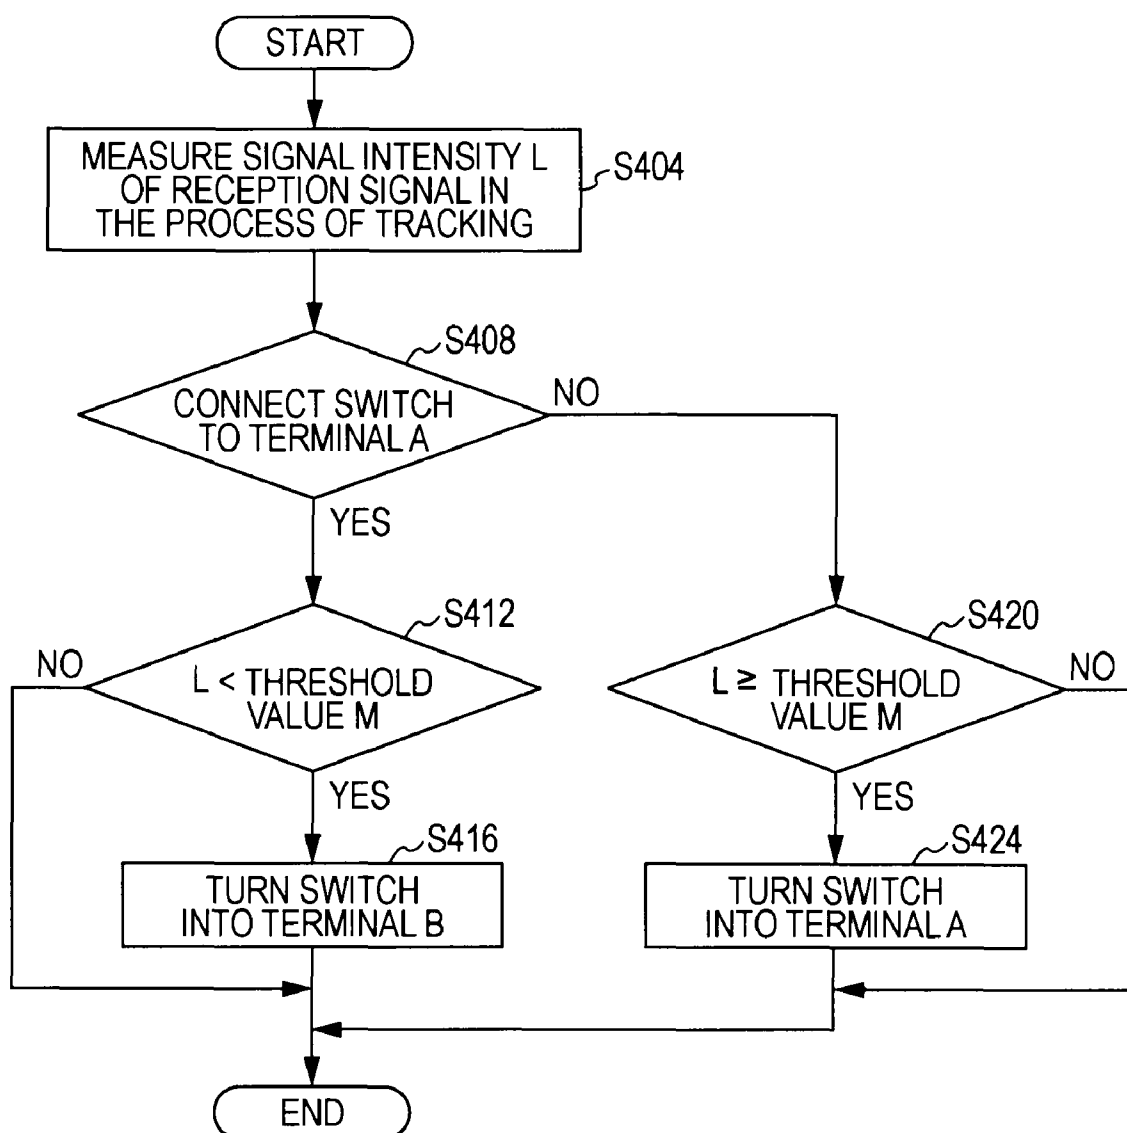 START
MEASURE SIGNAL INTENSITY L
OF RECEPTION SIGNAL IN
THE PROCESS OF TRACKING
S404
S408
CONNECT SWITCH
TO TERMINAL A
NO
YES
S412
NO
L < THRESHOLD
VALUE M
YES
S420
L ≥ THRESHOLD
VALUE M
NO
YES
S416
TURN SWITCH
INTO TERMINAL B
S424
TURN SWITCH
INTO TERMINAL A
END